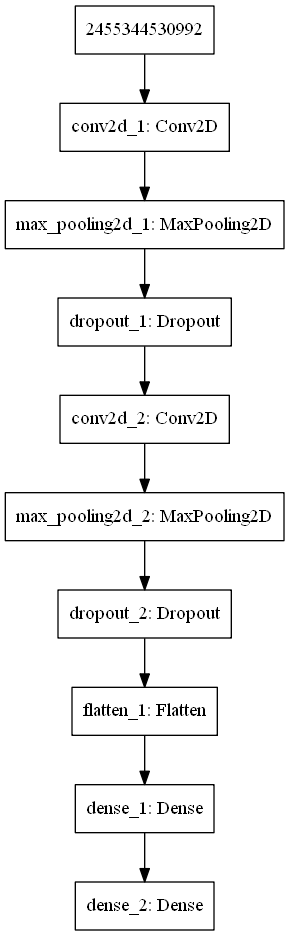 2455344530992
conv2d_1: Conv2D
max_pooling2d_1: MaxPooling2D
dropout_1: Dropout
conv2d_2: Conv2D
max_pooling2d_2: MaxPooling2D
dropout_2: Dropout
flatten_1: Flatten
dense_1: Dense
dense_2: Dense